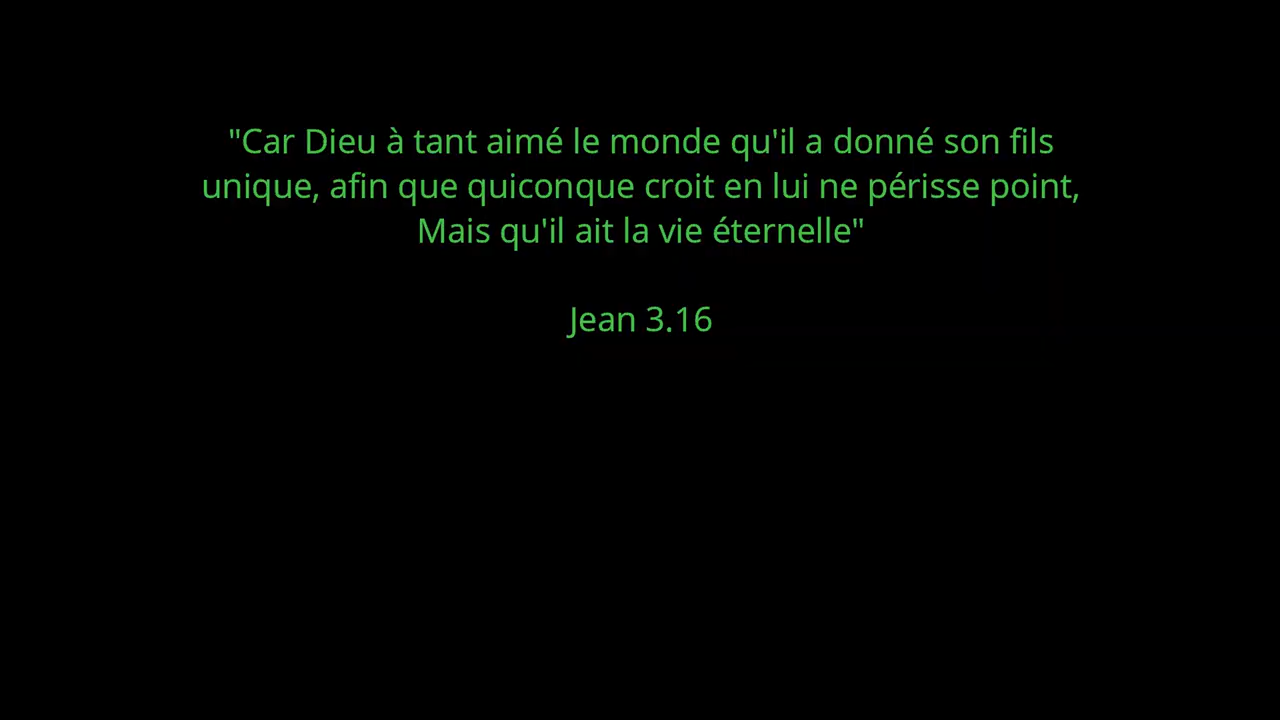 "Car Dieu à tant aimé le monde qu'il a donné son fils
unique, afin que quiconque croit en lui ne périsse point,
Mais qu'il ait la vie éternelle"
Jean 3.16